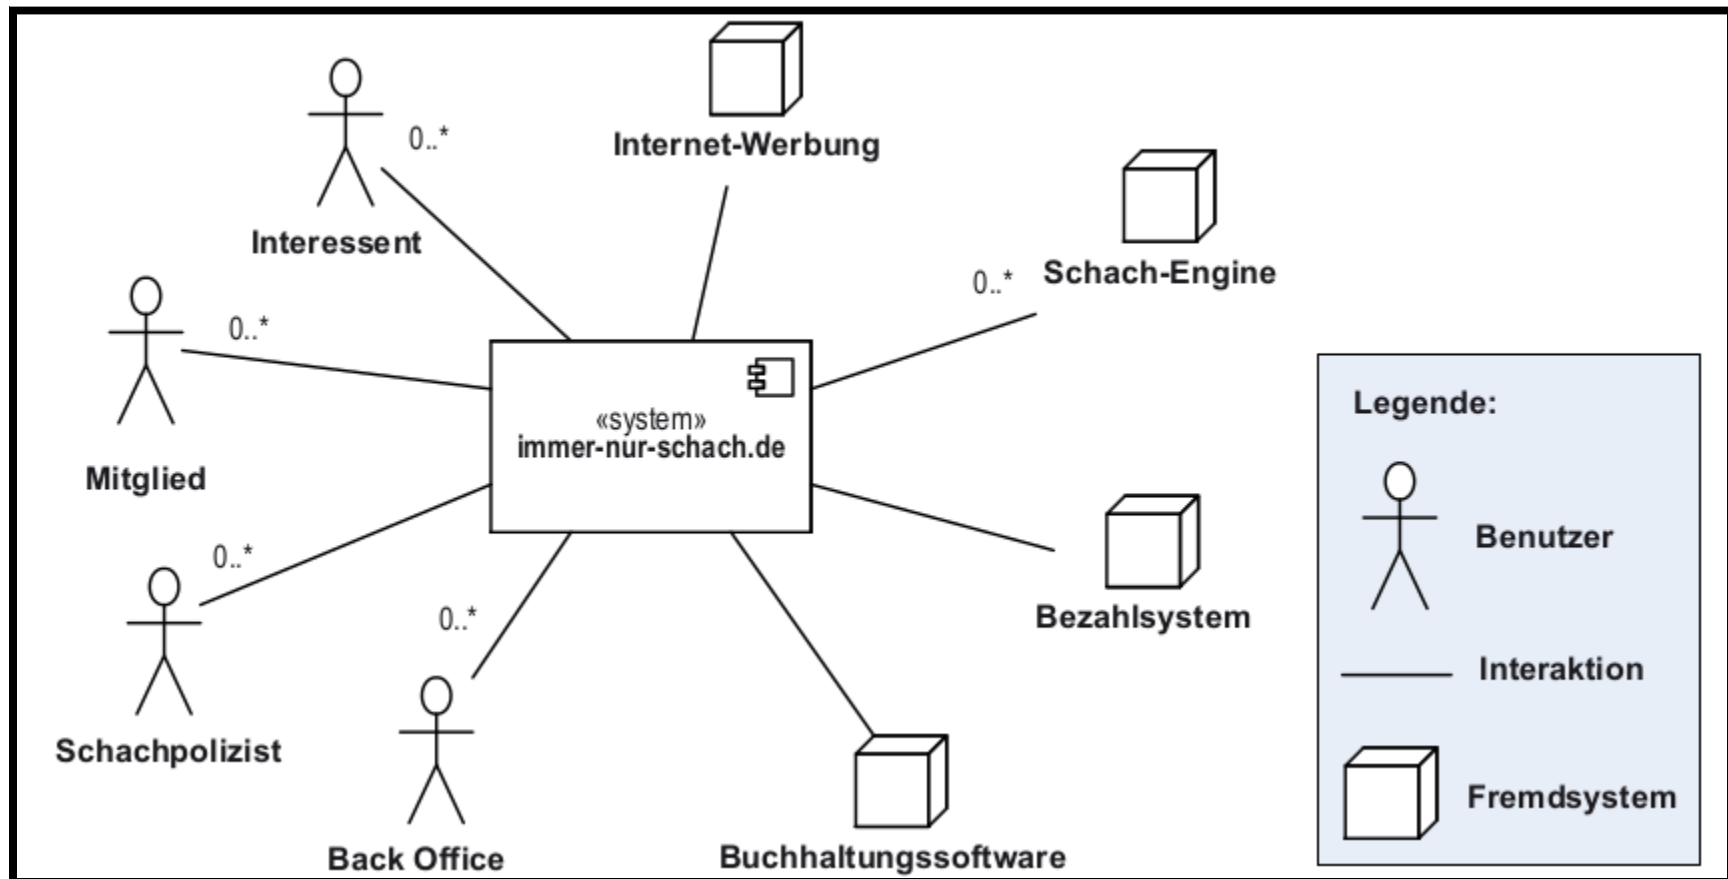 0..*
Interessent
Internet-Werbung
0..*
Schach-Engine
0..*
Mitglied
«system»
immer-nur-schach.de
0..*
Schachpolizist
0..*
Back Office
Bezahlsystem
Buchhaltungssoftware
Legende:
Benutzer
Interaktion
Fremdsystem